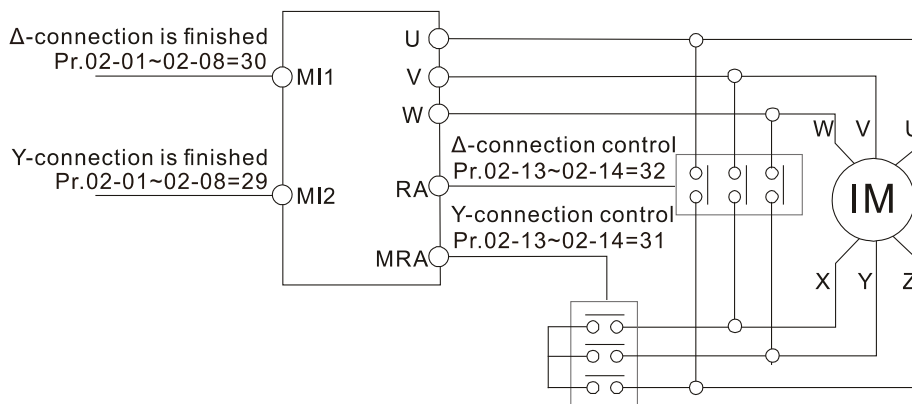 Δ-connection is finished
Pr.02-01~02-08=30
MI1
Y-connection is finished
Pr.02-01~02-08=29
MI2
U
V
W
RA
MRA
Δ-connection control
Pr.02-13~02-14=32
Y-connection control
Pr.02-13~02-14=31
W V U
IM
X Y Z